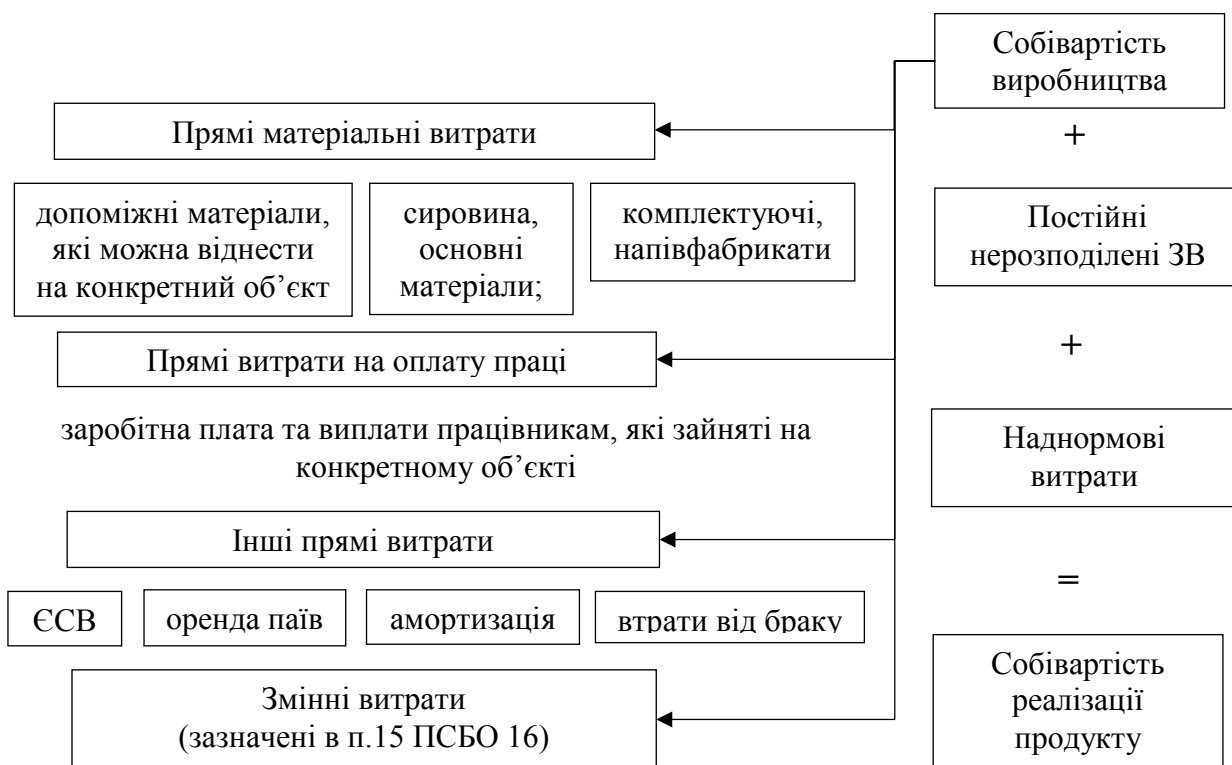 Собівартість
виробництва
Прямі матеріальні витрати
+
допоміжні матеріали,
які можна віднести
на конкретний об’єкт
сировина,
основні
матеріали;
комплектуючі,
напівфабрикати
Постійні
нерозподілені ЗВ
Прямі витрати на оплату праці
+
заробітна плата та виплати працівникам, які зайняті на
конкретному об’єкті
Наднормові
витрати
Інші прямі витрати
=
ЄСВ
оренда паїв
амортизація
втрати від браку
Собівартість
реалізації
продукту
Змінні витрати
(зазначені в п.15 ПСБО 16)